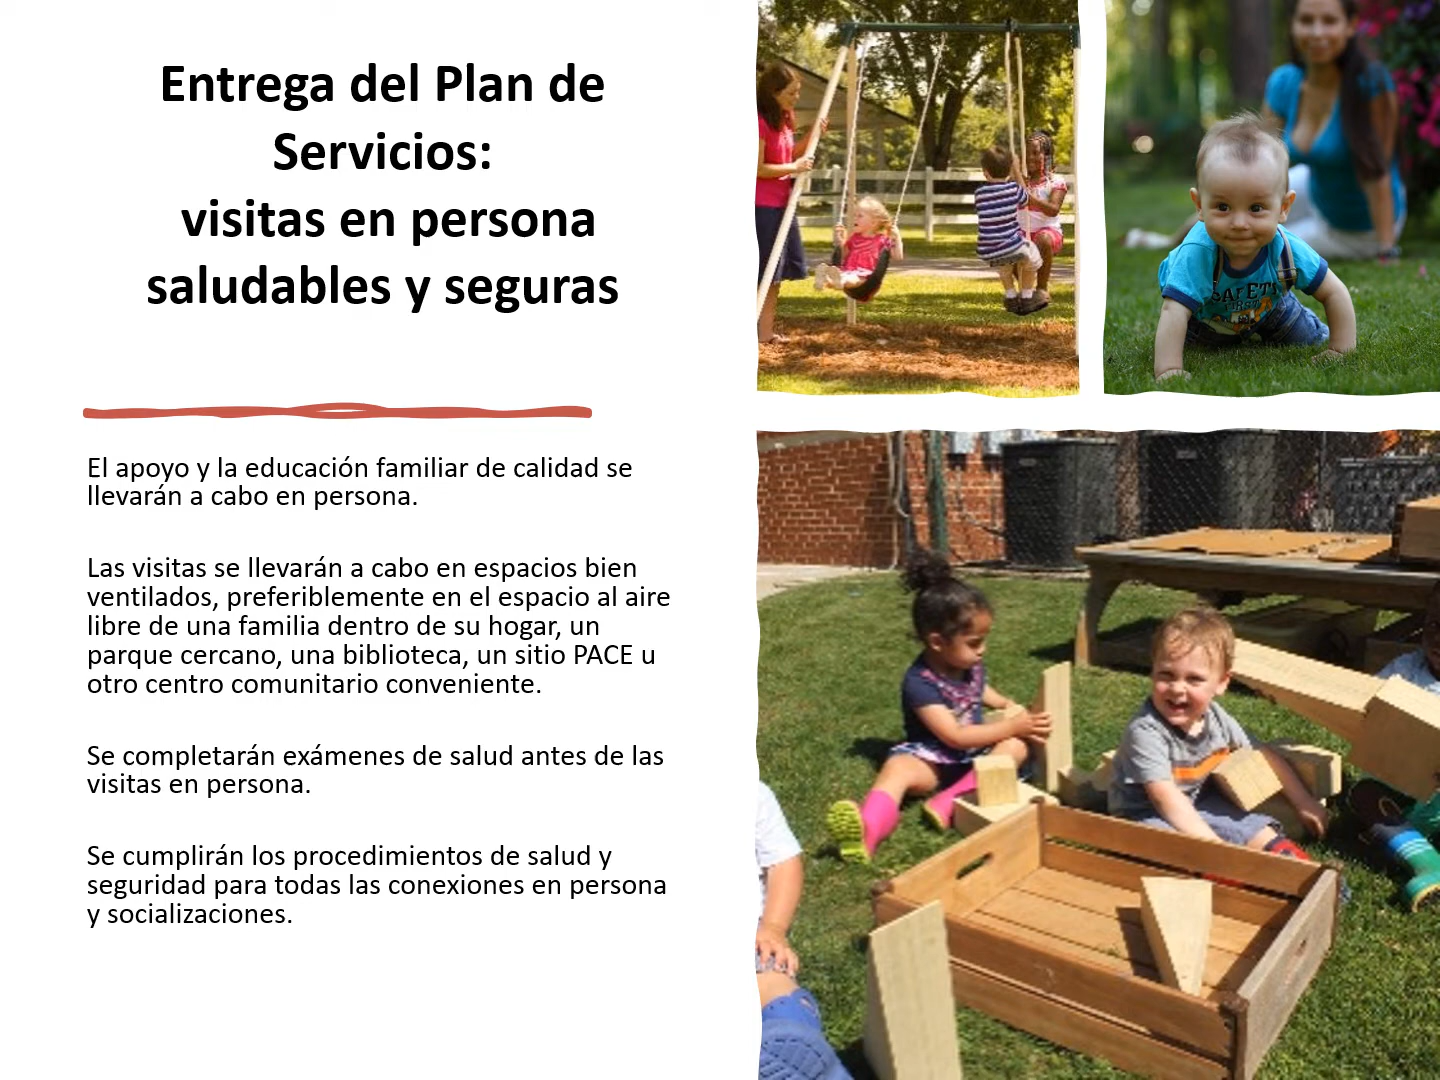 Entrega del Plan de
Servicios:
visitas en persona
saludables y seguras
El apoyo y la educación familiar de calidad se
llevarán a cabo en persona.
Las visitas se llevarán a cabo en espacios bien
ventilados, preferiblemente en el espacio al aire
libre de una familia dentro de su hogar, un
parque cercano, una biblioteca, un sitio PACE u
otro centro comunitario conveniente.
Se completarán exámenes de salud antes de las
visitas en persona.
Se cumplirán los procedimientos de salud y
seguridad para todas las conexiones en persona
y socializaciones.
SAFETY
FIRST